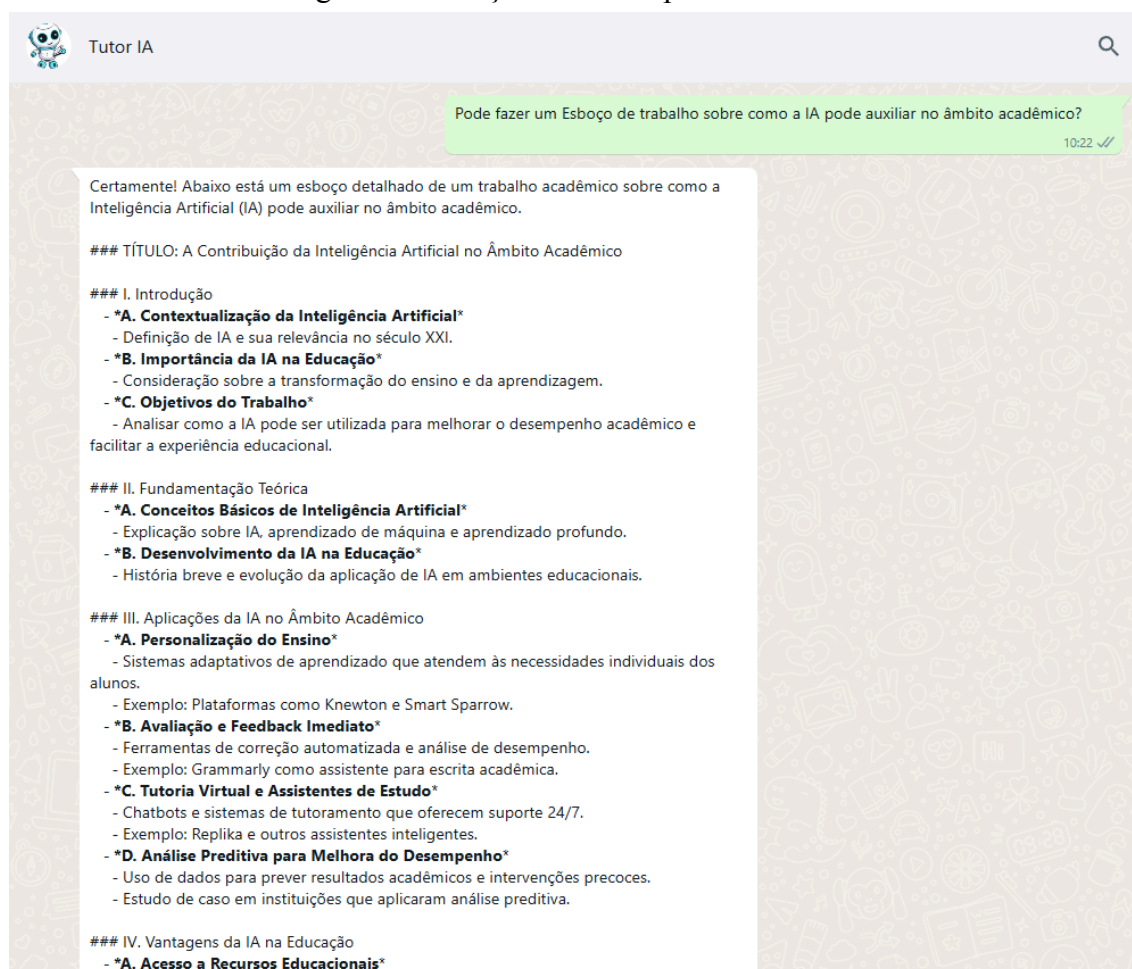 Tutor IA
Pode fazer um Esboço de trabalho sobre como a IA pode auxiliar no âmbito acadêmico?
10:22
Certamente! Abaixo está um esboço detalhado de um trabalho acadêmico sobre como a
Inteligência Artificial (IA) pode auxiliar no âmbito acadêmico.
### TÍTULO: A Contribuição da Inteligência Artificial no Âmbito Acadêmico
### I. Introdução
- *A. Contextualização da Inteligência Artificial*
- Definição de IA e sua relevância no século XXI.
- *B. Importância da IA na Educação*
- Consideração sobre a transformação do ensino e da aprendizagem.
- *C. Objetivos do Trabalho*
- Analisar como a IA pode ser utilizada para melhorar o desempenho acadêmico e
facilitar a experiência educacional.
### II. Fundamentação Teórica
- *A. Conceitos Básicos de Inteligência Artificial*
- Explicação sobre IA, aprendizado de máquina e aprendizado profundo.
- *B. Desenvolvimento da IA na Educação*
- História breve e evolução da aplicação de IA em ambientes educacionais.
### III. Aplicações da IA no Âmbito Acadêmico
- *A. Personalização do Ensino*
- Sistemas adaptativos de aprendizado que atendem às necessidades individuais dos
alunos.
- Exemplo: Plataformas como Knewton e Smart Sparrow.
- *B. Avaliação e Feedback Imediato*
- Ferramentas de correção automatizada e análise de desempenho.
- Exemplo: Grammarly como assistente para escrita acadêmica.
- *C. Tutoria Virtual e Assistentes de Estudo*
- Chatbots e sistemas de tutoramento que oferecem suporte 24/7.
- Exemplo: Replika e outros assistentes inteligentes.
- *D. Análise Preditiva para Melhora do Desempenho*
- Uso de dados para prever resultados acadêmicos e intervenções precoces.
- Estudo de caso em instituições que aplicaram análise preditiva.
### IV. Vantagens da IA na Educação
- *A. Acesso a Recursos Educacionais*